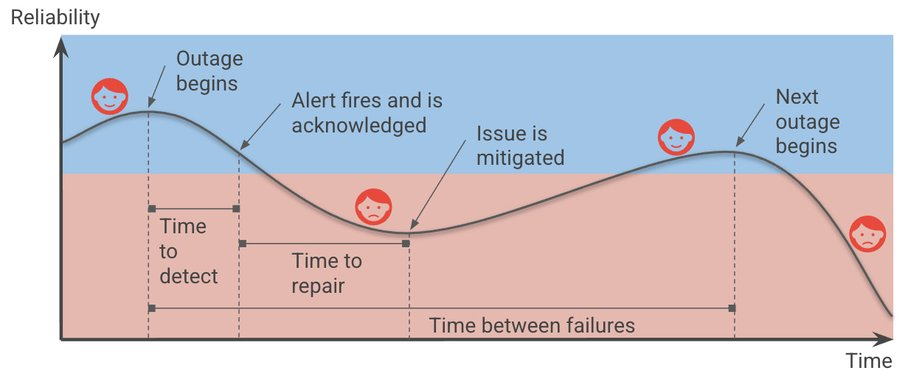 Reliability
Outage
begins
Alert fires and is
acknowledged
Issue is
mitigated
Next
outage
begins
Time
to
detect
Time to
repair
Time between failures
Time